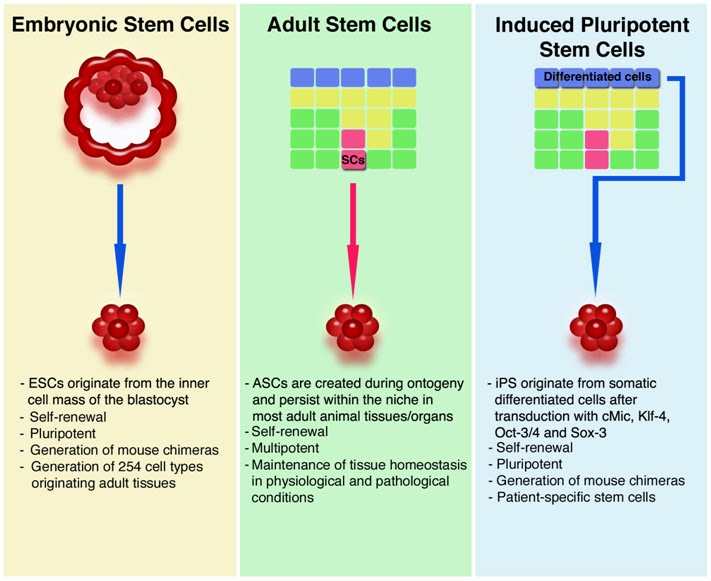 Embryonic Stem Cells
- ESCs originate from the inner
cell mass of the blastocyst
- Self-renewal
- Pluripotent
- Generation of mouse chimeras
- Generation of 254 cell types
originating adult tissues
Adult Stem Cells
SCs
- ASCs are created during ontogeny
and persist within the niche in
most adult animal tissues/organs
- Self-renewal
- Multipotent
- Maintenance of tissue homeostasis
in physiological and pathological
conditions
Induced Pluripotent
Stem Cells
Differentiated cells
- iPS originate from somatic
differentiated cells after
transduction with cMic, Klf-4,
Oct-3/4 and Sox-3
- Self-renewal
- Pluripotent
- Generation of mouse chimeras
- Patient-specific stem cells